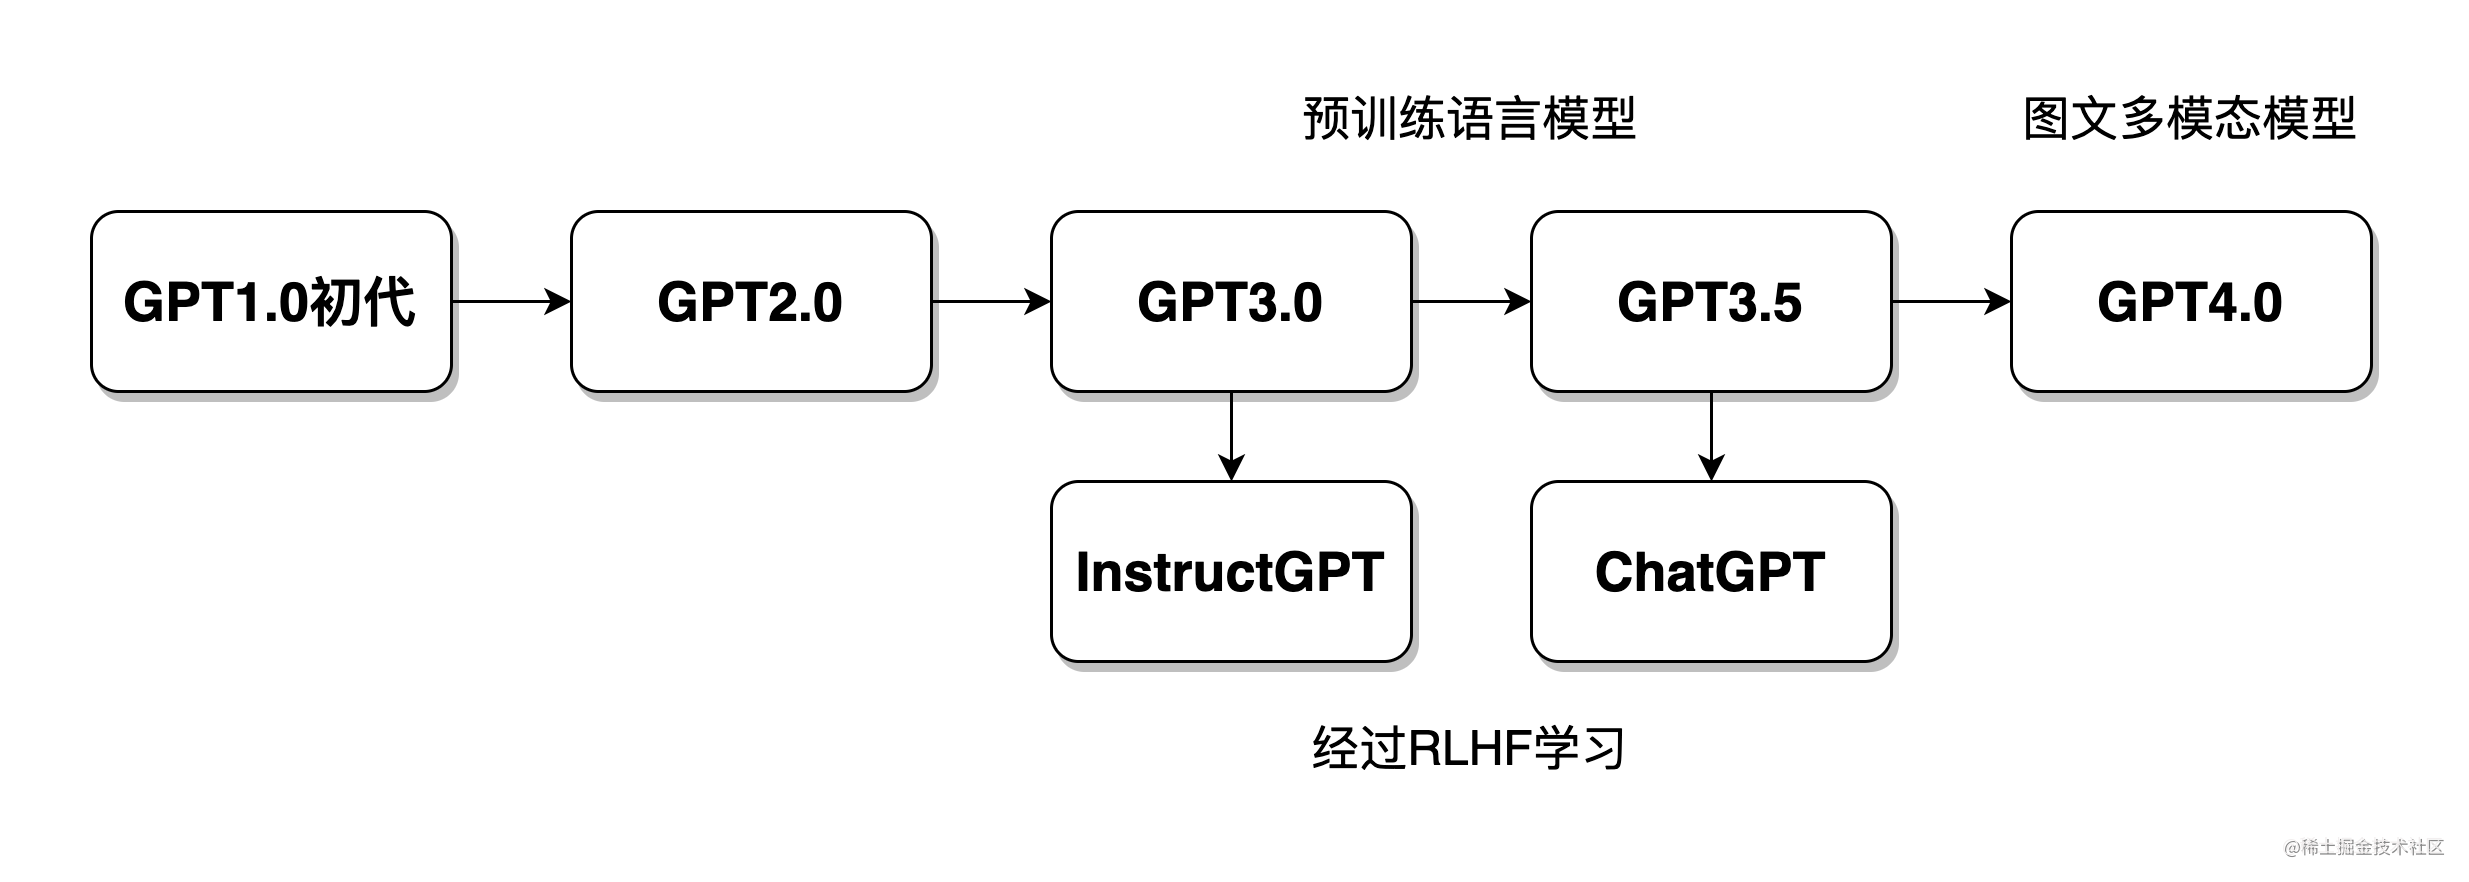 预训练语言模型
图文多模态模型
GPT1.0初代
GPT2.0
GPT3.0
GPT3.5
GPT4.0
InstructGPT
ChatGPT
经过RLHF学习
@稀土掘金技术社区